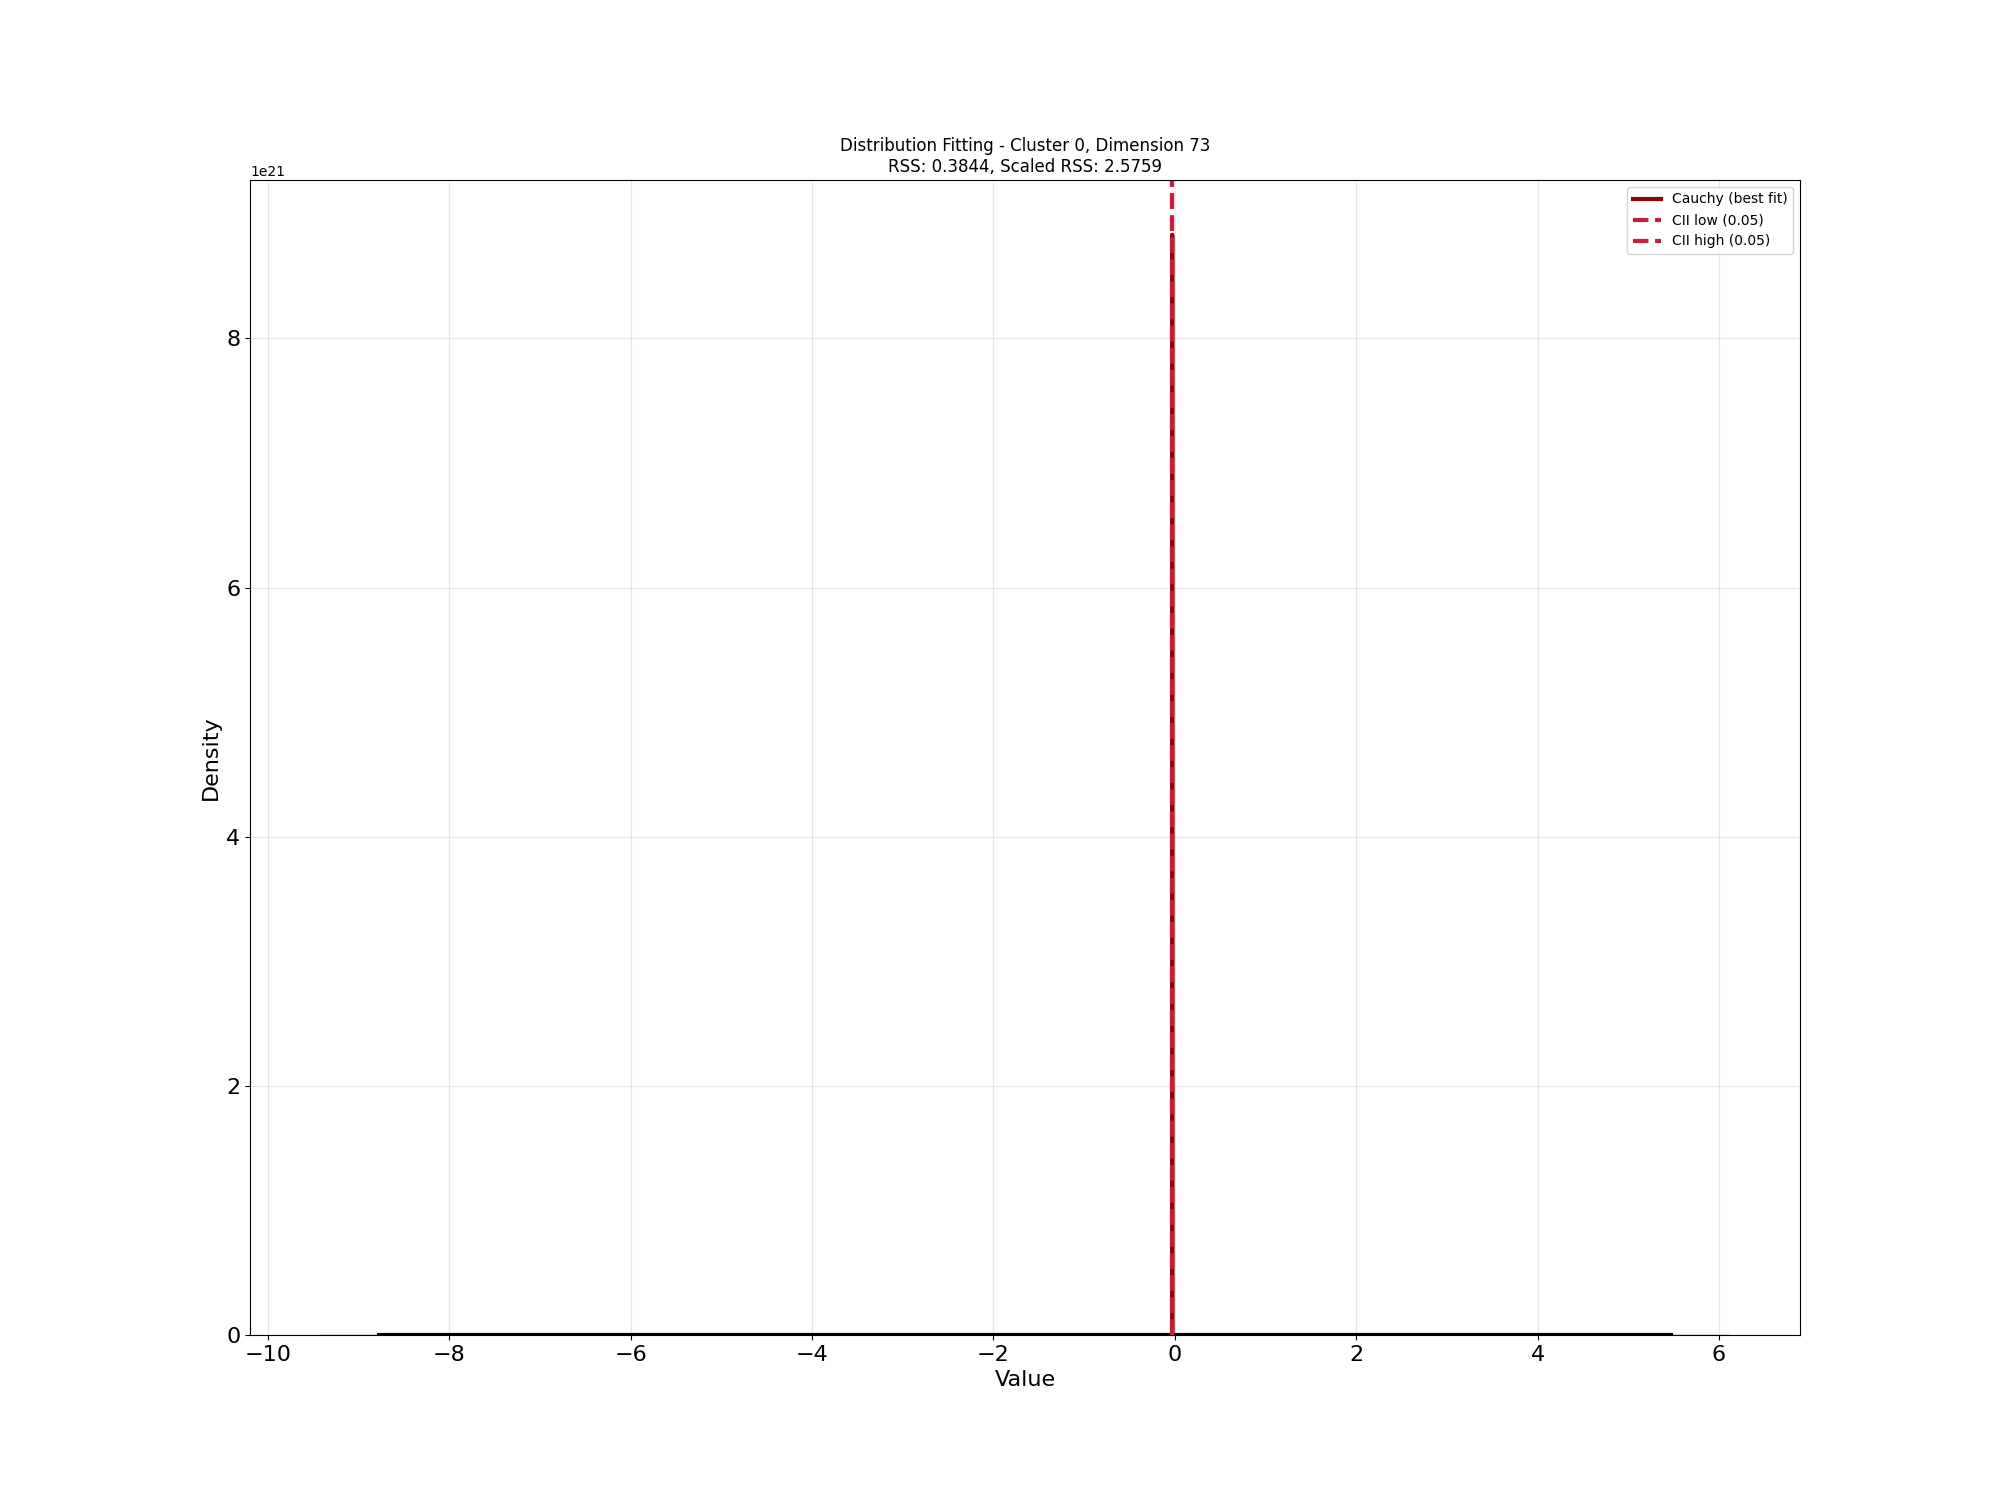 Distribution Fitting - Cluster 0, Dimension 73
RSS: 0.3844, Scaled RSS: 2.5759
1e21
Cauchy (best fit)
CII low (0.05)
CII high (0.05)
8
6
4
2
0
Density
−10 −8 −6 −4 −2 0 2 4 6
Value